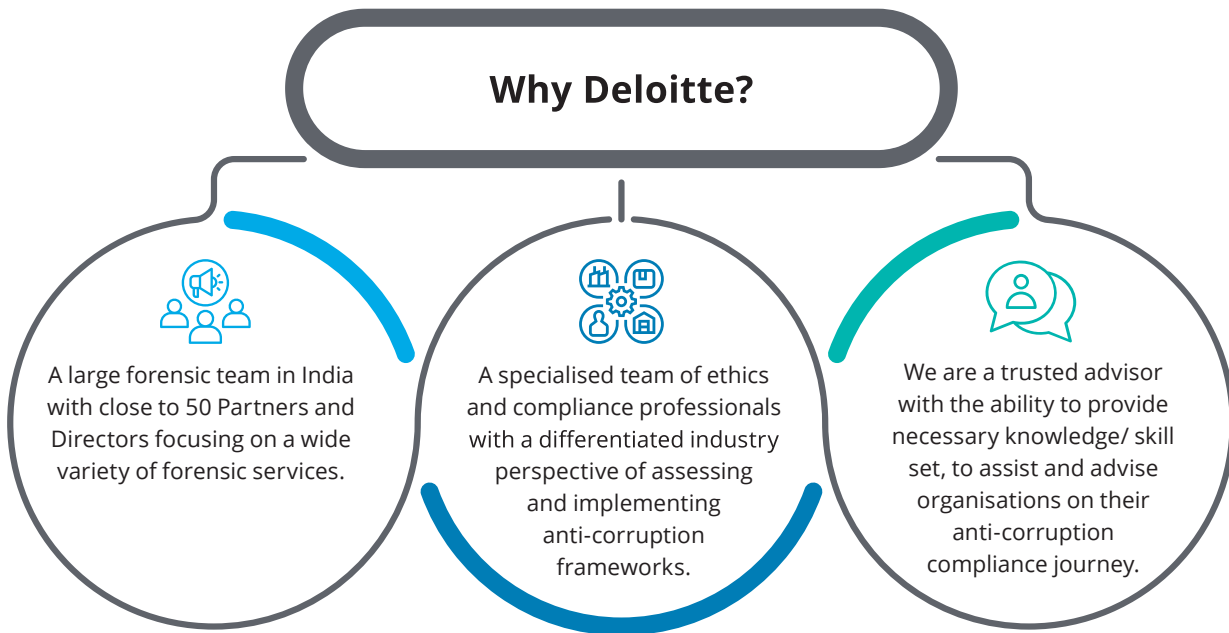 Why Deloitte?
A large forensic team in India
with close to 50 Partners and
Directors focusing on a wide
variety of forensic services.
A specialised team of ethics
and compliance professionals
with a differentiated industry
perspective of assessing
and implementing
anti-corruption
frameworks.
We are a trusted advisor
with the ability to provide
necessary knowledge/ skill
set, to assist and advise
organisations on their
anti-corruption
compliance journey.